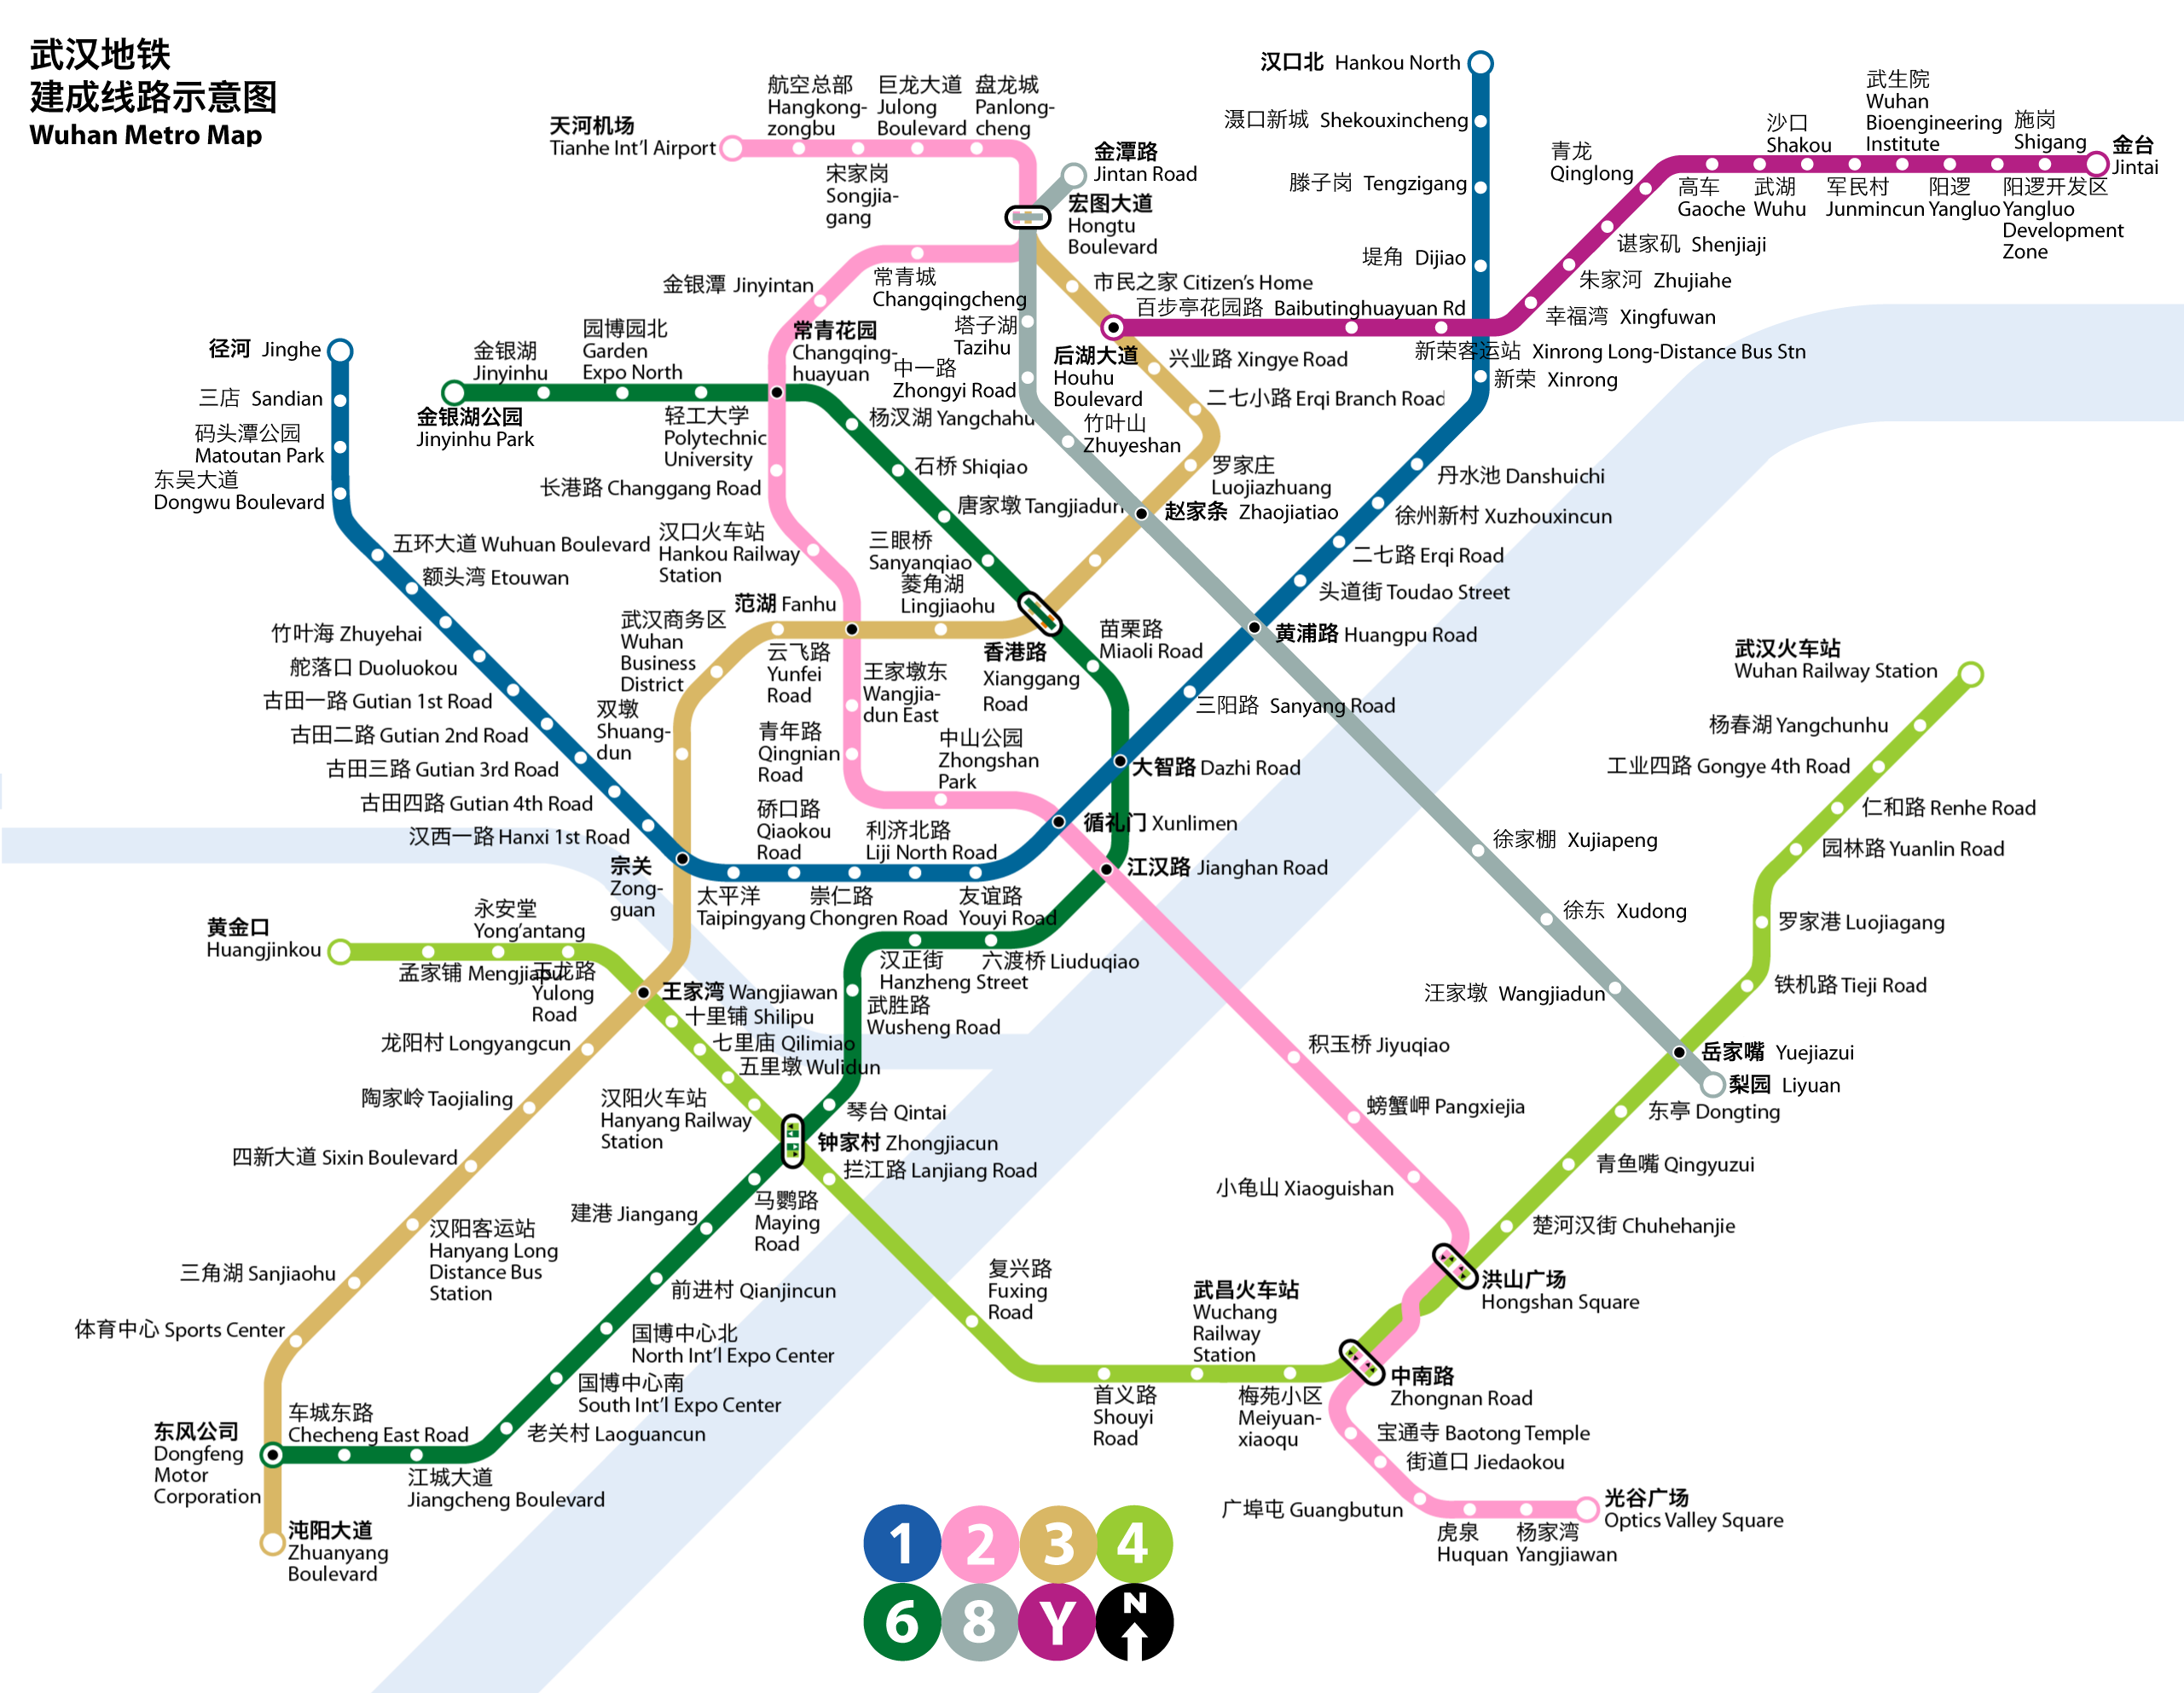 武汉地铁
建成线路示意图
Wuhan Metro Map
汉口北 Hankou North
滠口新城 Shekouxincheng
滕子岗 Tengzigang
堤角 Dijiao
新荣 Xinrong
丹水池 Danshuichi
徐州新村 Xuzhouxincun
二七路 Erqi Road
头道街 Toudao Street
黄浦路 Huangpu Road
三阳路 Sanyang Road
大智路 Dazhi Road
循礼门 Xunlimen
友谊路
Youyi Road
利济北路
Liji North Road
崇仁路
Chongren Road
硚口路
Qiaokou
Road
太平洋
Taipingyang
宗关
Zong-
guan
汉西一路 Hanxi 1st Road
古田四路 Gutian 4th Road
古田三路 Gutian 3rd Road
古田二路 Gutian 2nd Road
古田一路 Gutian 1st Road
舵落口 Duoluokou
竹叶海 Zhuyehai
额头湾 Etouwan
五环大道 Wuhuan Boulevard
东吴大道
Dongwu Boulevard
码头潭公园
Matoutan Park
三店 Sandian
径河 Jinghe
天河机场
Tianhe Int’l Airport
航空总部
Hangkong-
zongbu
宋家岗
Songjia-
gang
巨龙大道
Julong
Boulevard
盘龙城
Panlong-
cheng
宏图大道
Hongtu
Boulevard
常青城
Changqingcheng
金银潭 Jinyintan
常青花园
Changqing-
huayuan
长港路 Changgang Road
汉口火车站
Hankou Railway
Station
范湖 Fanhu
王家墩东
Wangjia-
dun East
青年路
Qingnian
Road
中山公园
Zhongshan
Park
江汉路 Jianghan Road
积玉桥 Jiyuqiao
螃蟹岬 Pangxiejia
小龟山 Xiaoguishan
洪山广场
Hongshan Square
中南路
Zhongnan Road
宝通寺 Baotong Temple
街道口 Jiedaokou
广埠屯 Guangbutun
虎泉
Huquan
杨家湾
Yangjiawan
光谷广场
Optics Valley Square
金潭路
Jintan Road
塔子湖
Tazihu
中一路
Zhongyi Road
竹叶山
Zhuyeshan
赵家条 Zhaojiatiao
徐家棚 Xujiapeng
徐东 Xudong
汪家墩 Wangjiadun
岳家嘴 Yuejiazui
梨园 Liyuan
市民之家 Citizen’s Home
后湖大道
Houhu
Boulevard
兴业路 Xingye Road
二七小路 Erqi Branch Road
罗家庄
Luojiazhuang
香港路
Xianggang
Road
菱角湖
Lingjiaohu
云飞路
Yunfei
Road
武汉商务区
Wuhan
Business
District
双墩
Shuang-
dun
王家湾 Wangjiawan
龙阳村 Longyangcun
陶家岭 Taojialing
四新大道 Sixin Boulevard
汉阳客运站
Hanyang Long
Distance Bus
Station
三角湖 Sanjiaohu
体育中心 Sports Center
东风公司
Dongfeng
Motor
Corporation
沌阳大道
Zhuanyang
Boulevard
百步亭花园路 Baibutinghuayuan Rd
新荣客运站 Xinrong Long-Distance Bus Stn
幸福湾 Xingfuwan
朱家河 Zhujiahe
谌家矶 Shenjiaji
青龙
Qinglong
高车
Gaoche
武湖
Wuhu
沙口
Shakou
军民村
Junmincun
武生院
Wuhan
Bioengineering
Institute
阳逻
Yangluo
阳逻开发区
Yangluo
Development
Zone
施岗
Shigang
金台
Jintai
金银湖公园
Jinyinhu Park
金银湖
Jinyinhu
园博园北
Garden
Expo North
轻工大学
Polytechnic
University
杨汊湖 Yangchahu
石桥 Shiqiao
唐家墩 Tangjiadun
三眼桥
Sanyanqiao
苗栗路
Miaoli Road
六渡桥 Liuduqiao
汉正街
Hanzheng Street
武胜路
Wusheng Road
琴台 Qintai
钟家村 Zhongjiacun
马鹦路
Maying
Road
建港 Jiangang
前进村 Qianjincun
国博中心北
North Int’l Expo Center
国博中心南
South Int’l Expo Center
老关村 Laoguancun
江城大道
Jiangcheng Boulevard
车城东路
Checheng East Road
黄金口
Huangjinkou
孟家铺 Mengjiapu
永安堂
Yong’antang
玉龙路
Yulong
Road
十里铺 Shilipu
七里庙 Qilimiao
五里墩 Wulidun
汉阳火车站
Hanyang Railway
Station
拦江路 Lanjiang Road
复兴路
Fuxing
Road
首义路
Shouyi
Road
武昌火车站
Wuchang
Railway
Station
梅苑小区
Meiyuan-
xiaoqu
楚河汉街 Chuhehanjie
青鱼嘴 Qingyuzui
东亭 Dongting
铁机路 Tieji Road
罗家港 Luojiagang
园林路 Yuanlin Road
仁和路 Renhe Road
工业四路 Gongye 4th Road
杨春湖 Yangchunhu
武汉火车站
Wuhan Railway Station
1 2 3 4
6 8 Y N